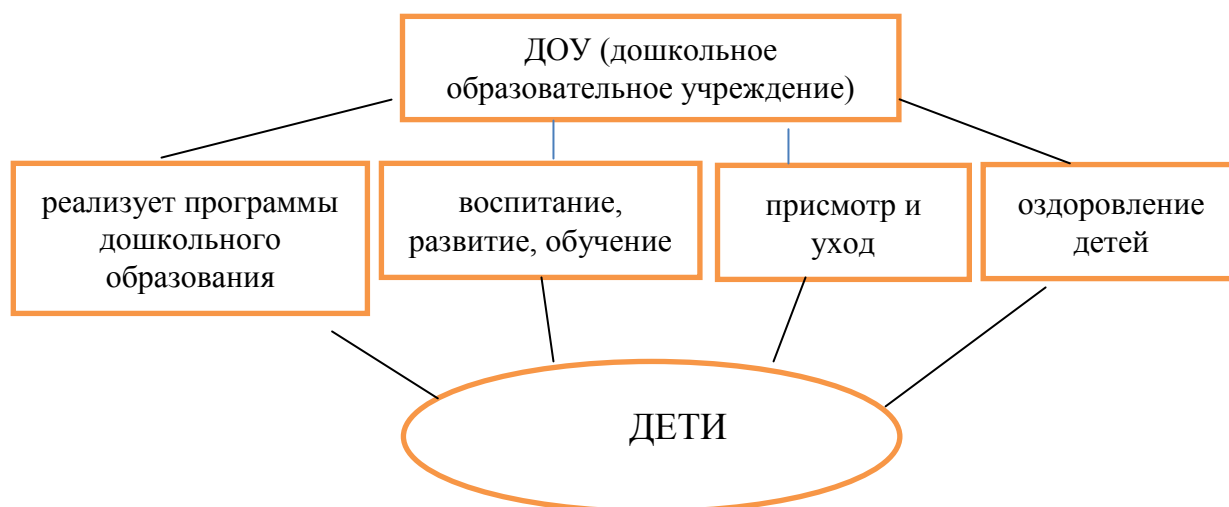 ДОУ (дошкольное
образовательное учреждение)
реализует программы
дошкольного
образования
воспитание,
развитие, обучение
присмотр и
уход
оздоровление
детей
ДЕТИ